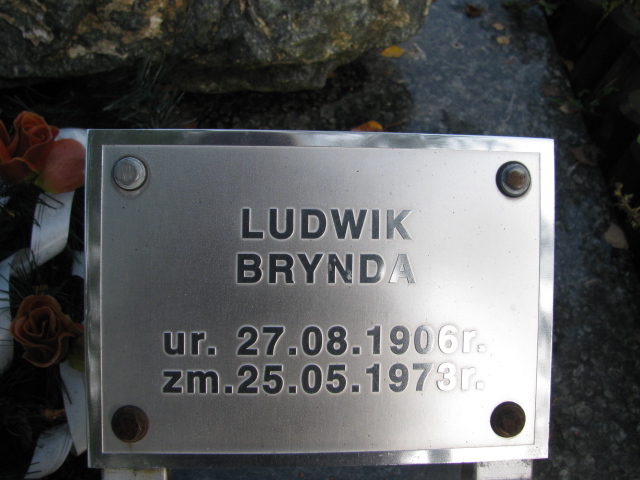 LUDWIK
BRYNDA
ur. 27.08.1906r.
zm.25.05.1973r.